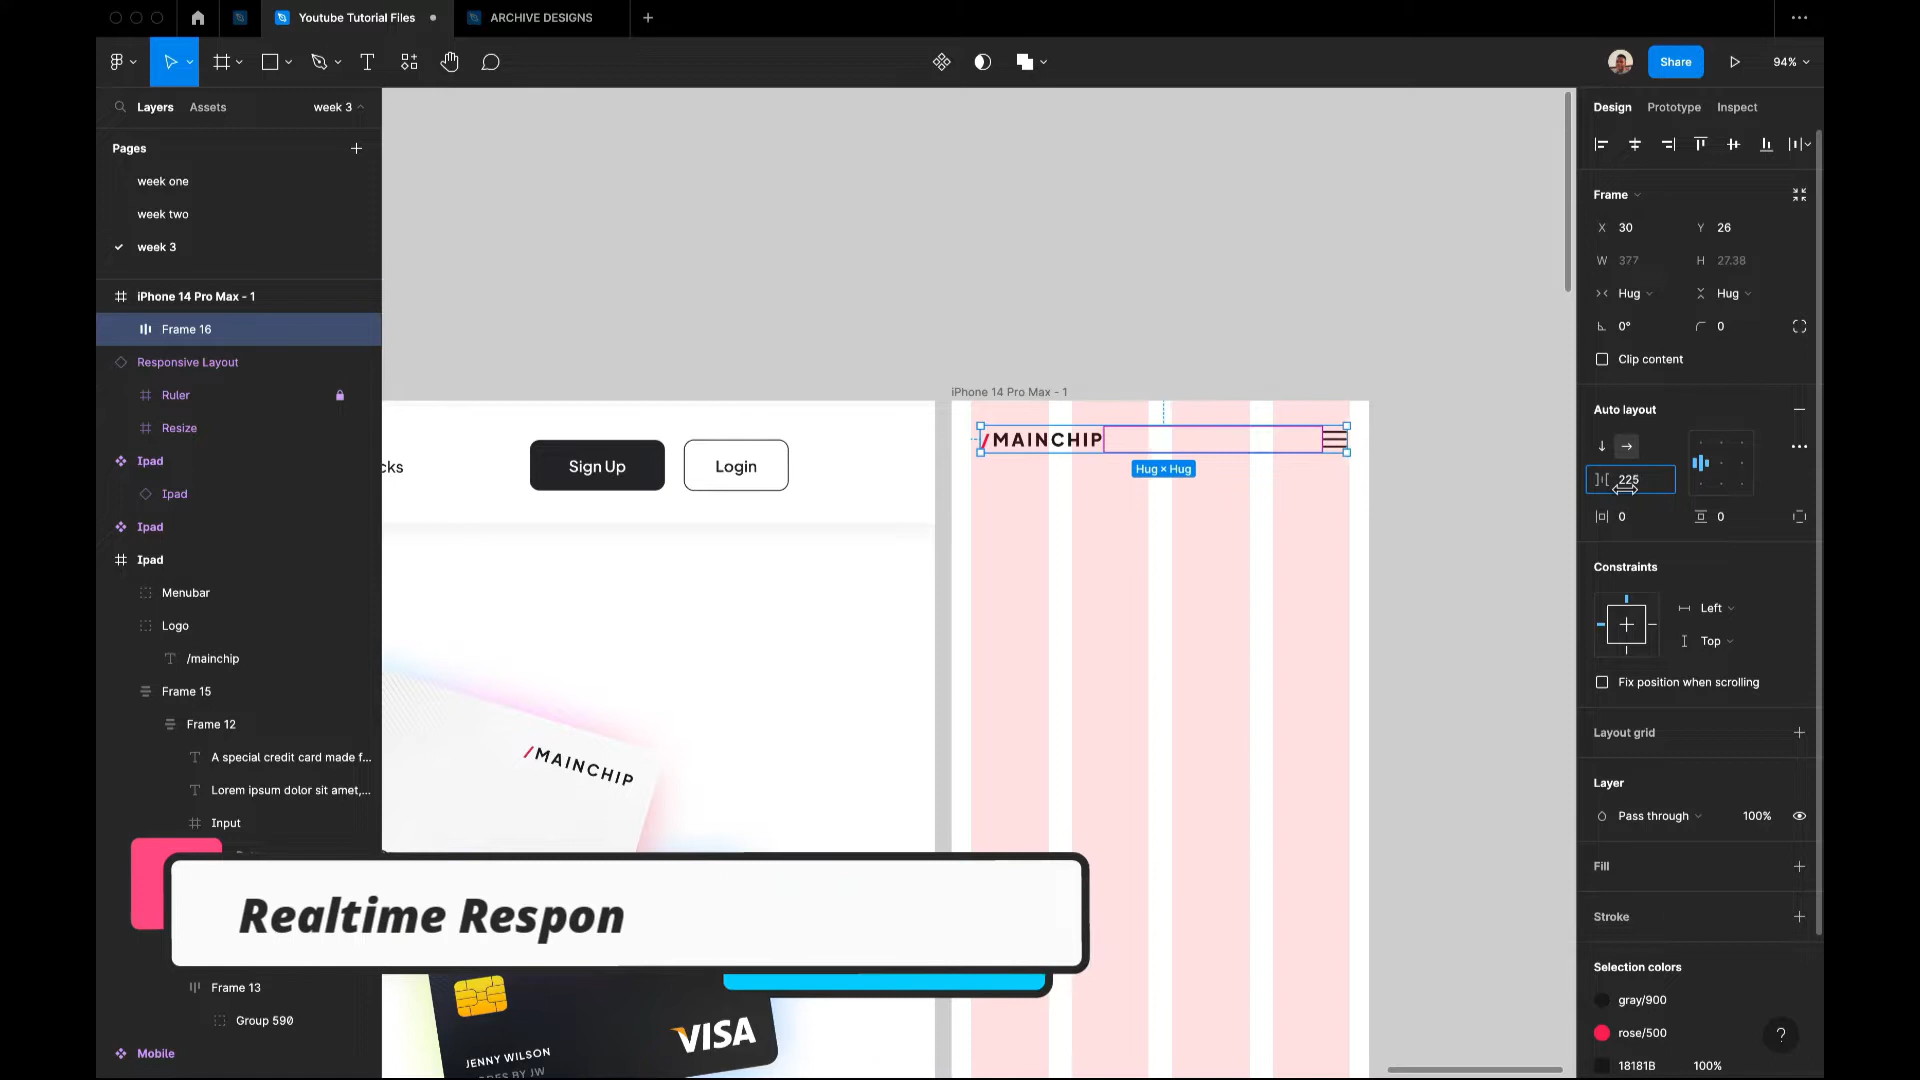 Youtube Tutorial Files
ARCHIVE DESIGNS
Share
94%
Layers
Assets
week 3
Design
Prototype
Inspect
Pages
week one
week two
week 3
iPhone 14 Pro Max - 1
Frame 16
Responsive Layout
Ruler
Resize
Ipad
Ipad
Ipad
Ipad
Menubar
Logo
/mainchip
Frame 15
Frame 12
A special credit card made f...
Lorem ipsum dolor sit amet,...
Input
Frame 13
Group 590
Mobile
cks
Sign Up
Login
/MAINCHIP
VISA
JENNY WILSON
iPhone 14 Pro Max - 1
/MAINCHIP
Hug × Hug
Realtime Respon
Frame
X 30
Y 26
W 377
H 27.38
Hug
Hug
0°
0
Clip content
Auto layout
225
0
0
Constraints
Left
Top
Fix position when scrolling
Layout grid
Layer
Pass through
100%
Fill
Stroke
Selection colors
gray/900
rose/500
18181B
100%
?